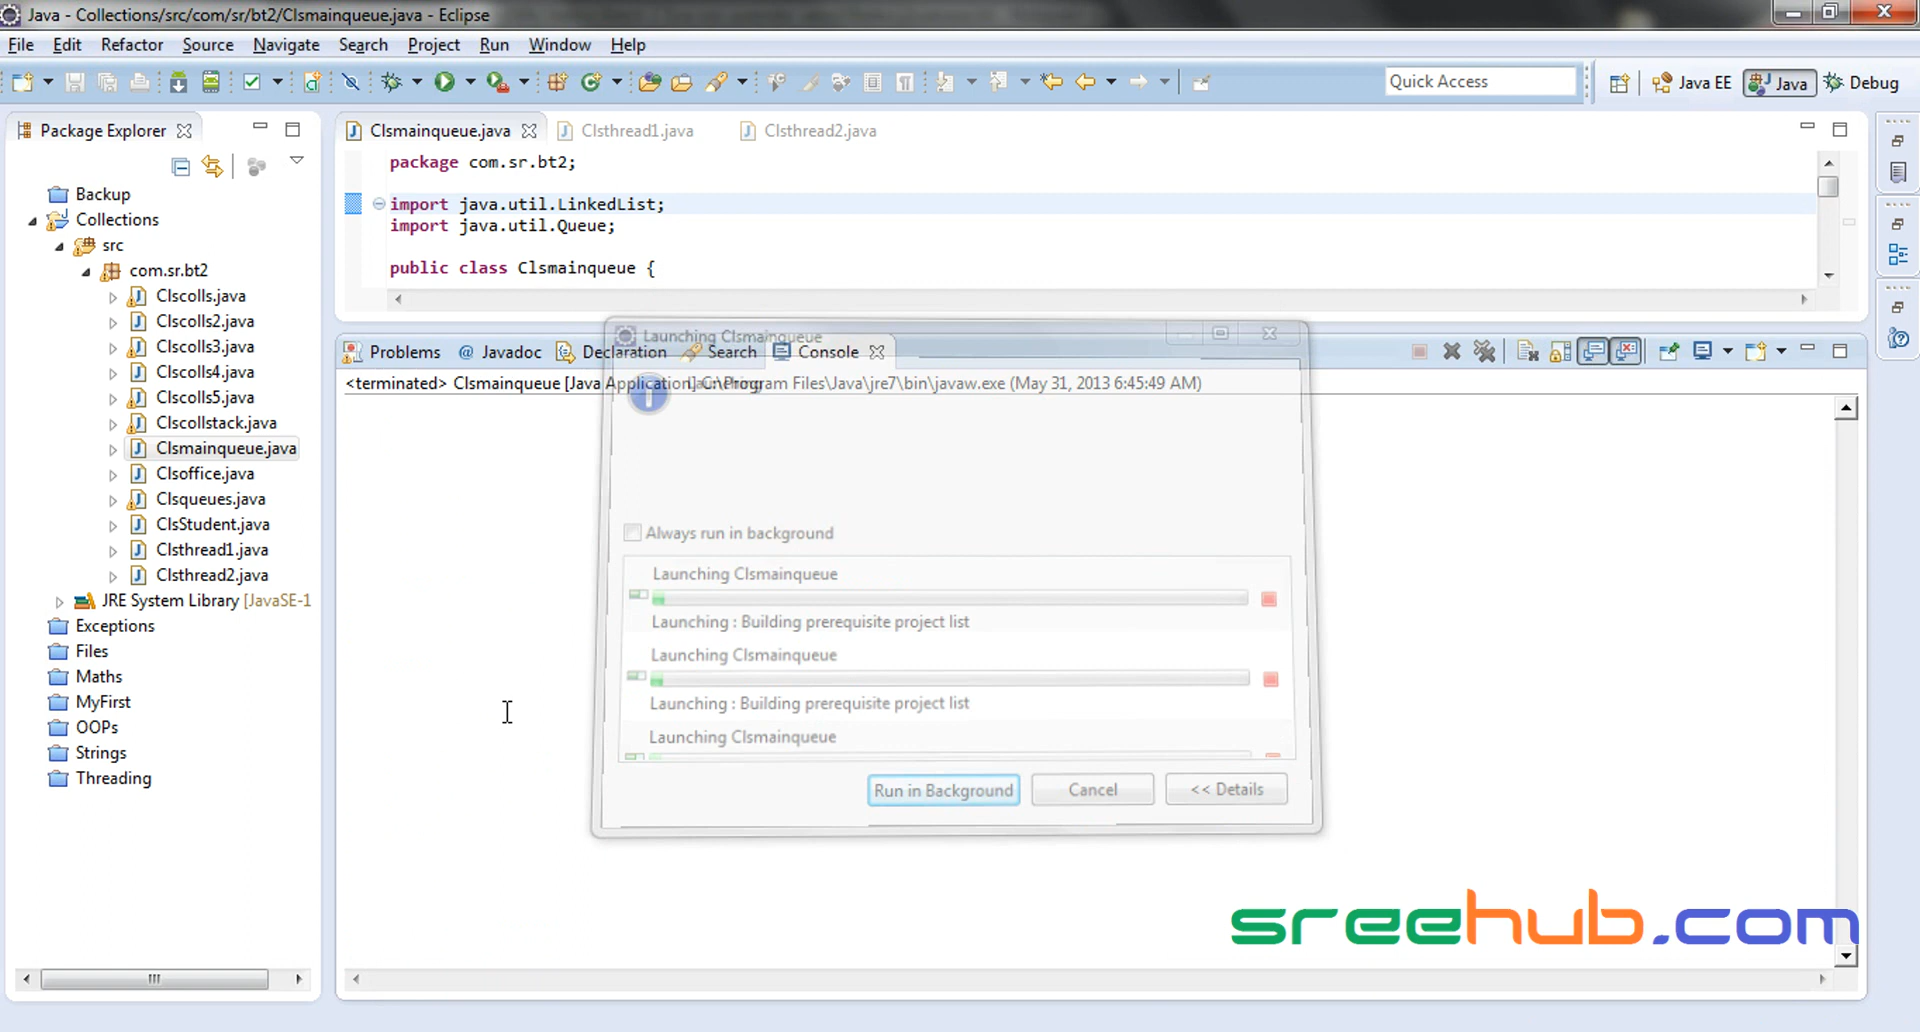 Java - Collections/src/com/sr/bt2/Clsmainqueue.java - Eclipse
File Edit Refactor Source Navigate Search Project Run Window Help
Quick Access
Java EE
Java
Debug
Package Explorer
Clsmainqueue.java
Clsthread1.java
Clsthread2.java
package com.sr.bt2;
import java.util.LinkedList;
import java.util.Queue;
public class Clsmainqueue {
Backup
Collections
src
com.sr.bt2
Clscolls.java
Clscolls2.java
Clscolls3.java
Clscolls4.java
Clscolls5.java
Clscollstack.java
Clsmainqueue.java
Clsoffice.java
Clsqueues.java
ClsStudent.java
Clsthread1.java
Clsthread2.java
JRE System Library [JavaSE-1
Exceptions
Files
Maths
MyFirst
OOPs
Strings
Threading
Problems
@ Javadoc
Declaration
Search
Console
<terminated> Clsmainqueue [Java Application] C:\Program Files\Java\jre7\bin\javaw.exe (May 31, 2013 6:45:49 AM)
Launching Clsmainqueue
Always run in background
Launching Clsmainqueue
Launching : Building prerequisite project list
Launching Clsmainqueue
Launching : Building prerequisite project list
Launching Clsmainqueue
Run in Background
Cancel
<< Details
sreehub.com